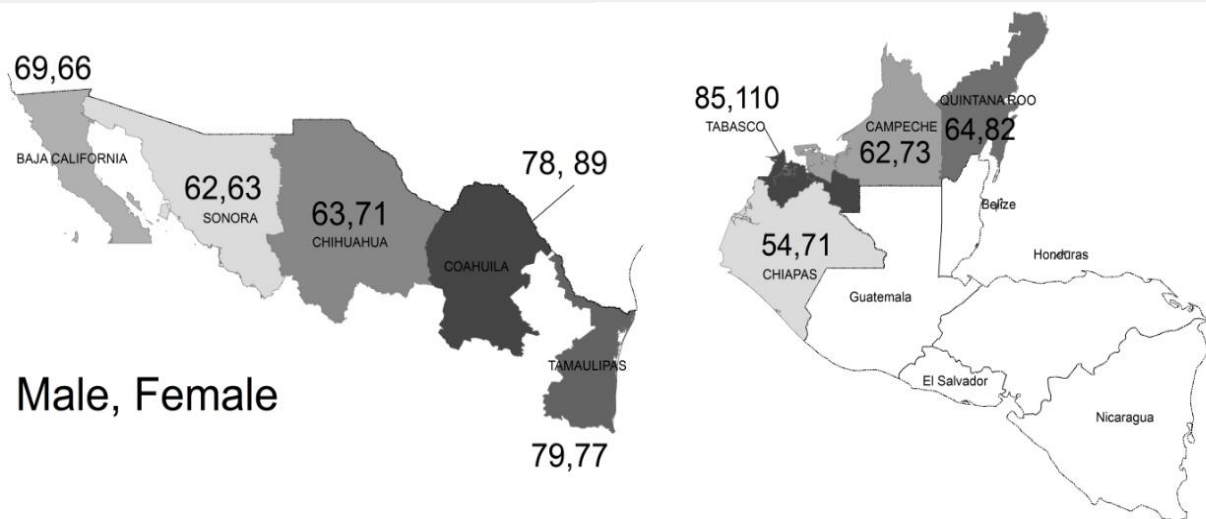 69,66
BAJA CALIFORNIA
62,63
SONORA
63,71
CHIHUAHUA
78, 89
COAHUILA
TAMAULIPAS
79,77
Male, Female
85,110
TABASCO
CAMPECHE
62,73
QUINTANA ROO
64,82
54,71
CHIAPAS
Belize
Honduras
Guatemala
El Salvador
Nicaragua